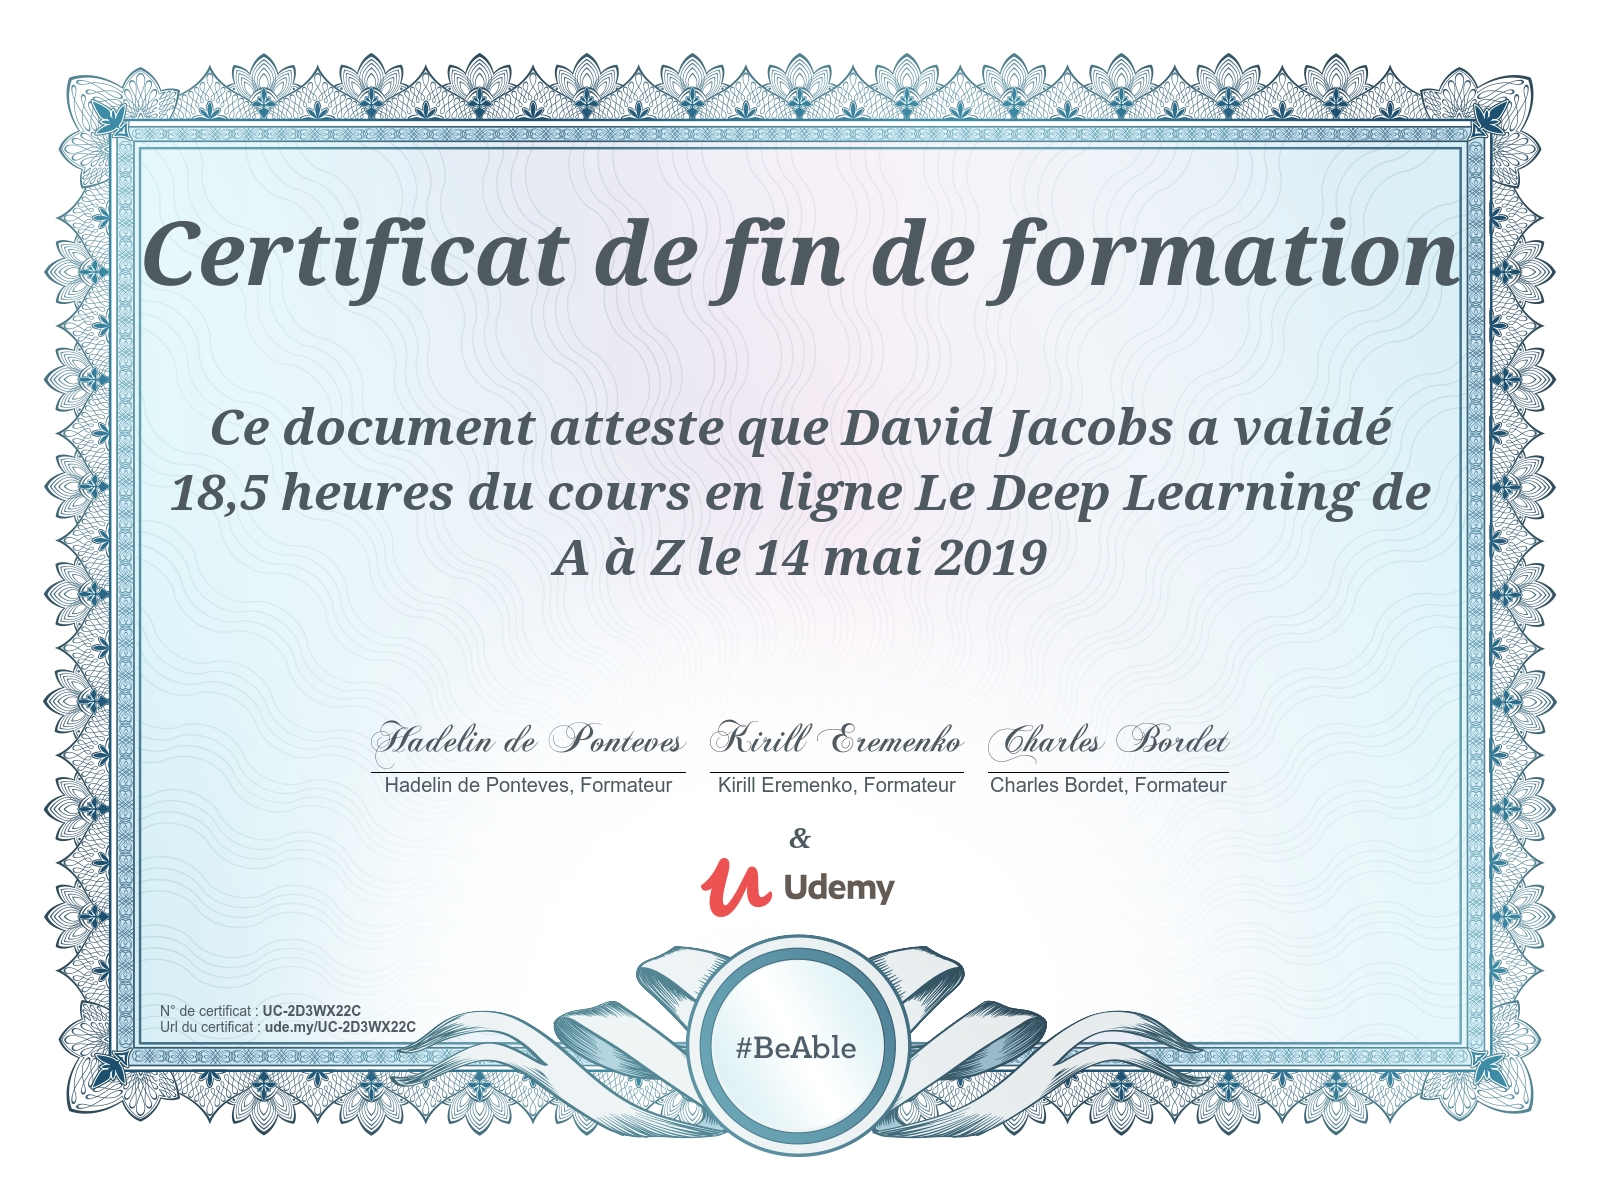 Certificat de fin de formation
Ce document atteste que David Jacobs a validé
18,5 heures du cours en ligne Le Deep Learning de
A à Z le 14 mai 2019
Hadelin de Ponteves Kirill Eremenko Charles Bordet
Hadelin de Ponteves, Formateur Kirill Eremenko, Formateur Charles Bordet, Formateur
&
Udemy
N° de certificat : UC-2D3WX22C
Url du certificat : ude.my/UC-2D3WX22C
#BeAble